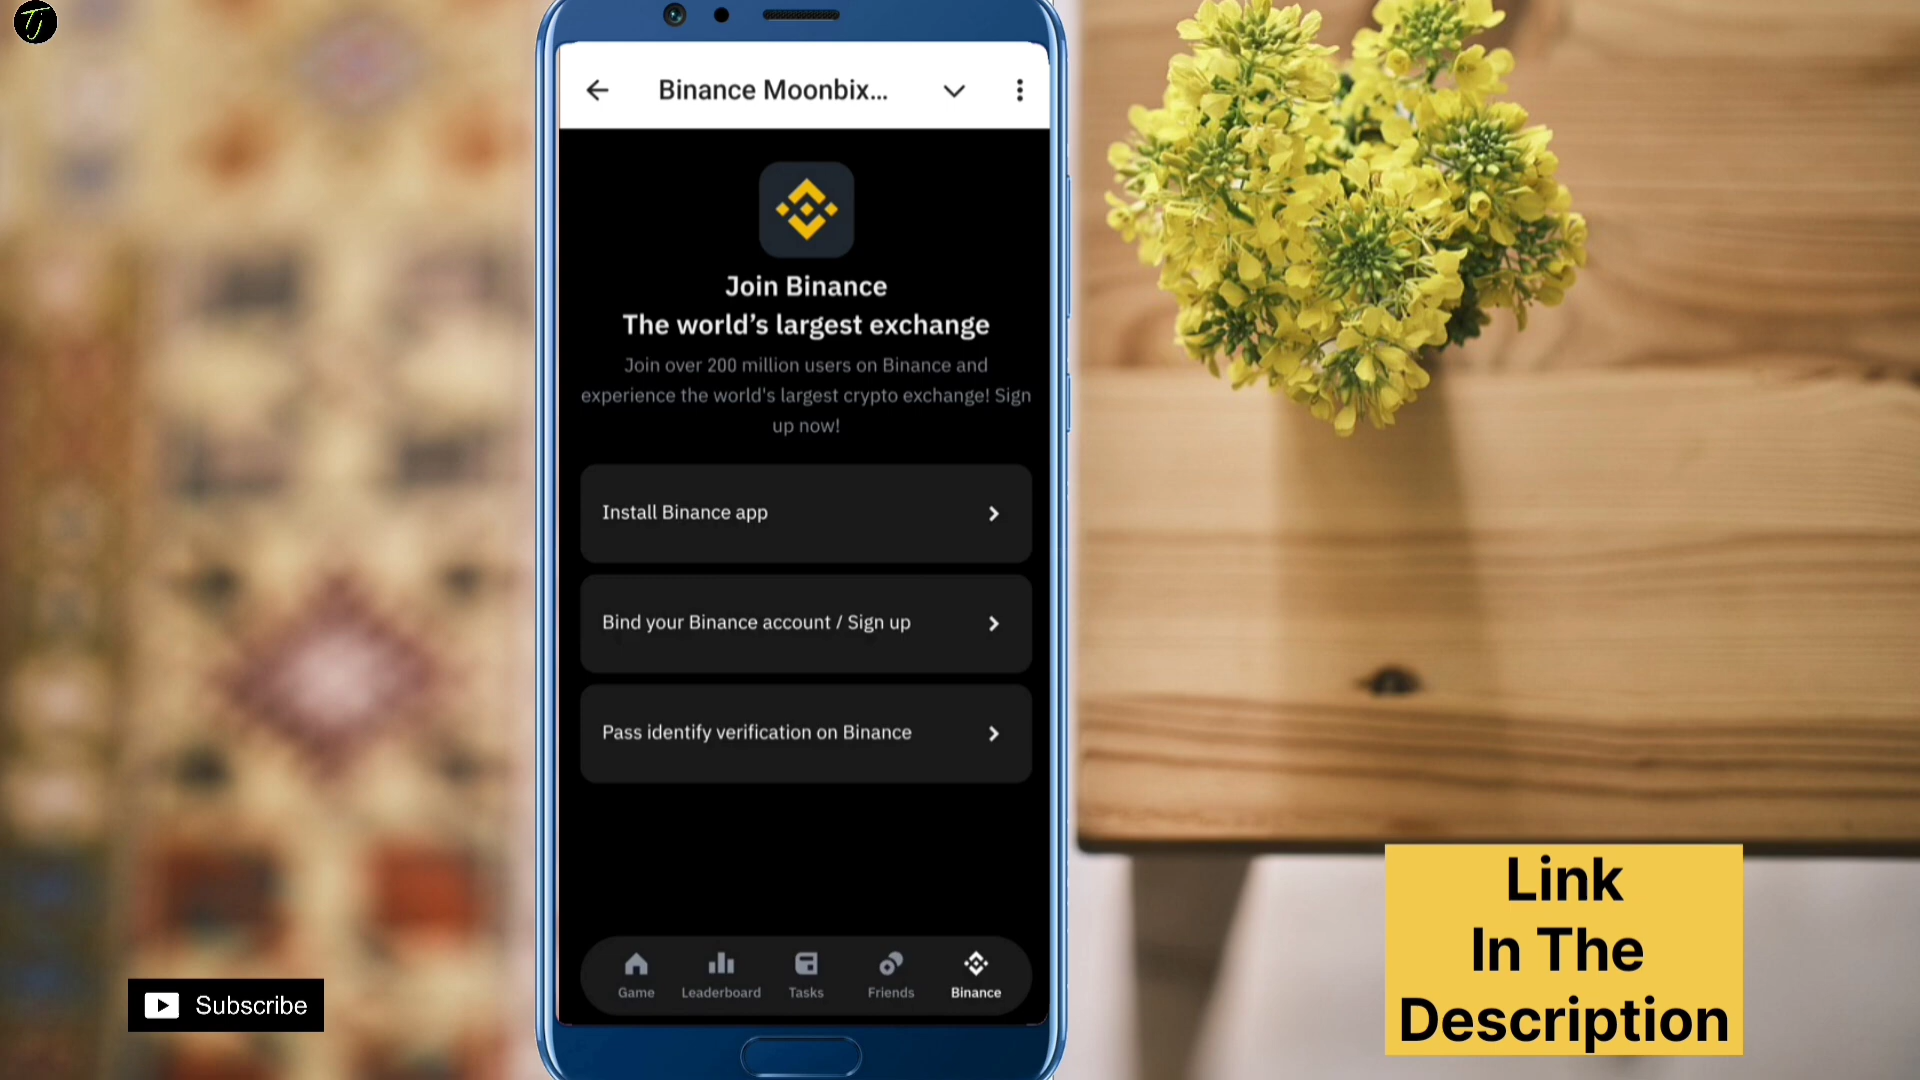 TJ
Binance Moonbix...
Join Binance
The world's largest exchange
Join over 200 million users on Binance and
experience the world's largest crypto exchange! Sign
up now!
Install Binance app
Bind your Binance account / Sign up
Pass identify verification on Binance
Game
Leaderboard
Tasks
Friends
Binance
Subscribe
Link
In The
Description